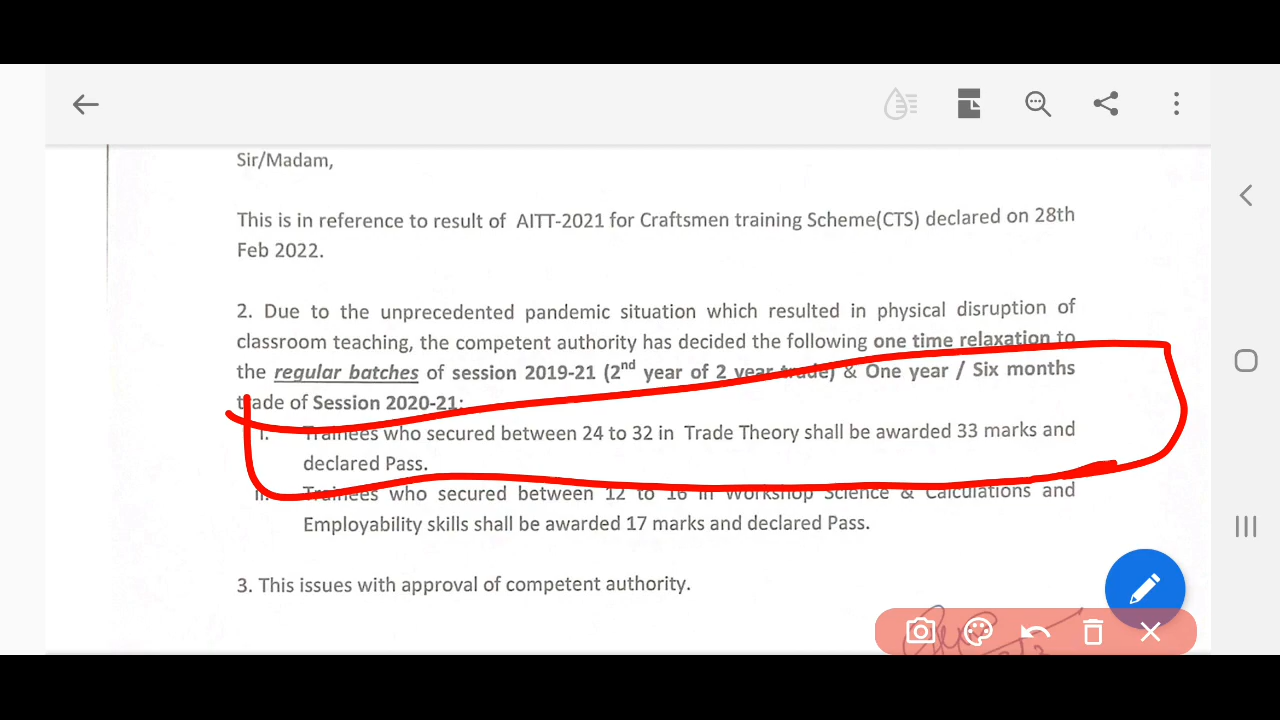 Sir/Madam,
This is in reference to result of AITT-2021 for Craftsmen training Scheme(CTS) declared on 28th
Feb 2022.
2. Due to the unprecedented pandemic situation which resulted in physical disruption of
classroom teaching, the competent authority has decided the following one time relaxation to
the regular batches of session 2019-21 (2nd year of 2 year trade) & One year / Six months
trade of Session 2020-21:
i. Trainees who secured between 24 to 32 in Trade Theory shall be awarded 33 marks and
declared Pass.
ii. Trainees who secured between 12 to 16 in Workshop Science & Calculations and
Employability skills shall be awarded 17 marks and declared Pass.
3. This issues with approval of competent authority.